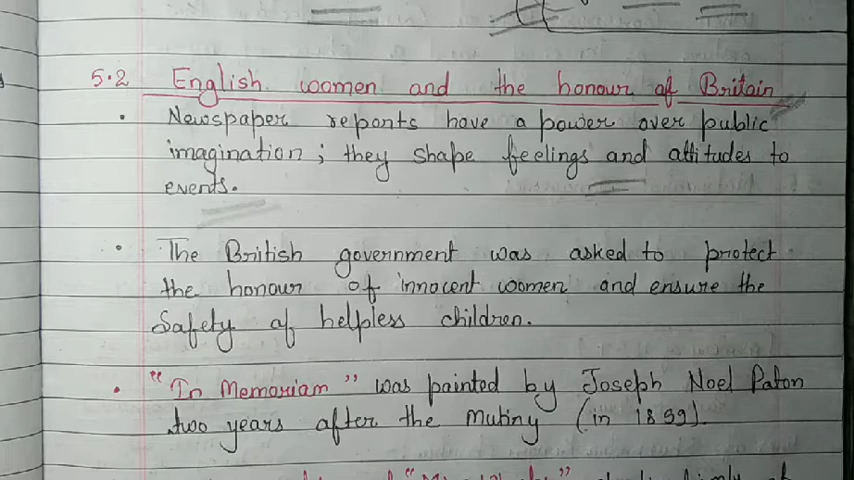 5.2 English women and the honour of Britain
• Newspaper reports have a power over public
imagination; they shape feelings and attitudes to
events.
• The British government was asked to protect
the honour of innocent women and ensure the
Safety of helpless children.
• "In Memoriam" was painted by Joseph Noel Paton
two years after the mutiny (in 1859).